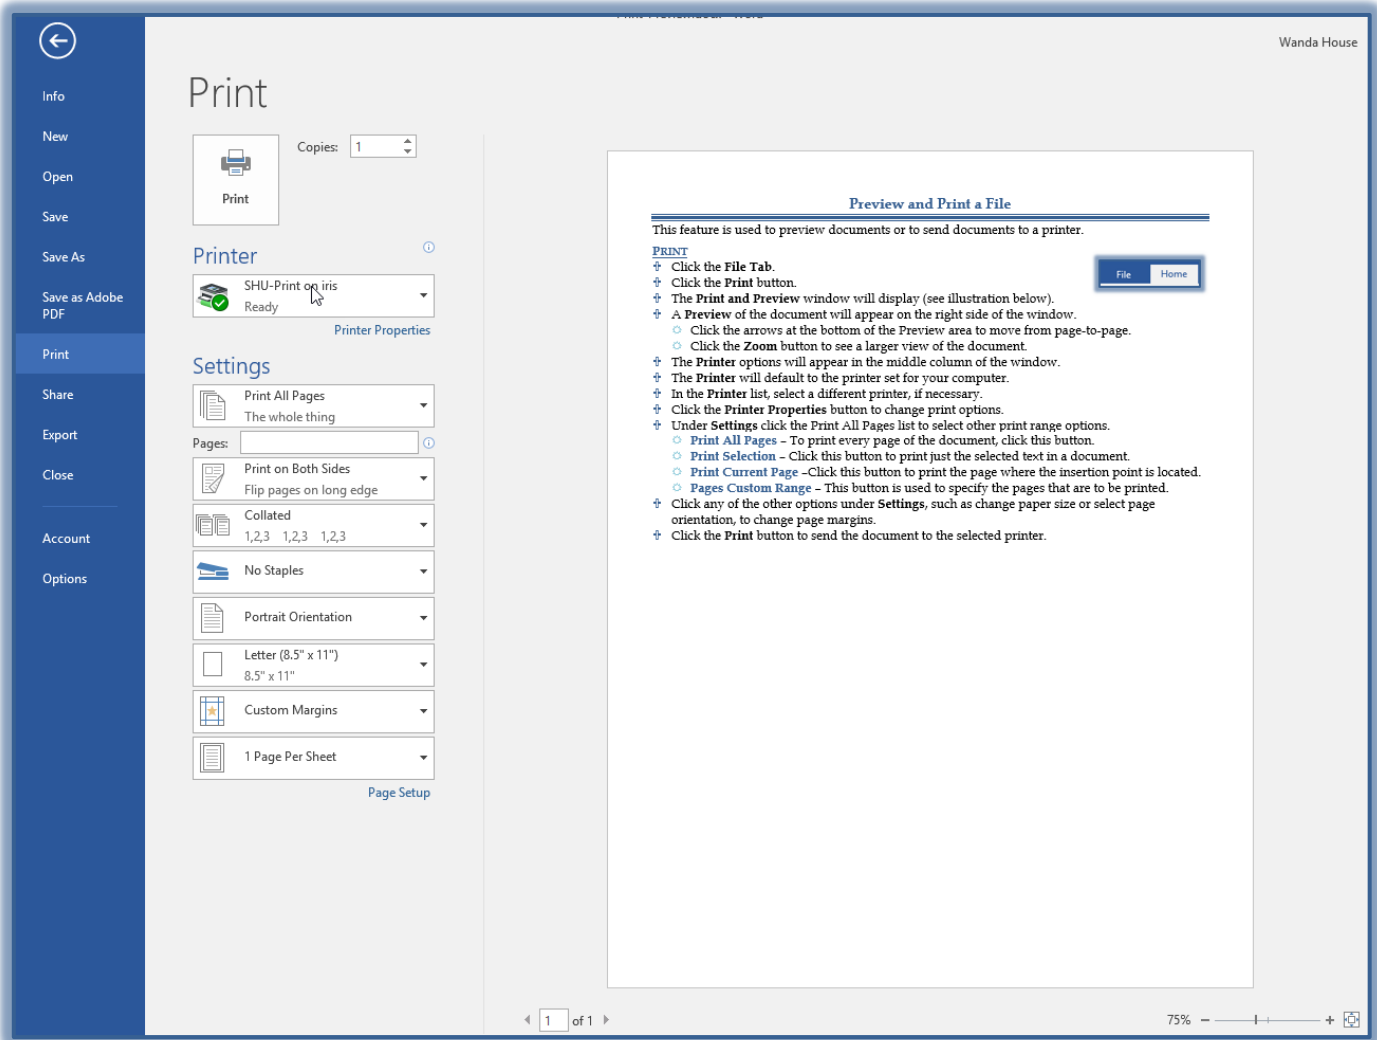 Wanda House
Info
New
Open
Save
Save As
Save as Adobe
PDF
Print
Share
Export
Close
Account
Options
Print
Print
Copies: 1
Printer
SHU-Print on iris
Ready
Printer Properties
Settings
Print All Pages
The whole thing
Pages:
Print on Both Sides
Flip pages on long edge
Collated
1,2,3 1,2,3 1,2,3
No Staples
Portrait Orientation
Letter (8.5" x 11")
8.5" x 11"
Custom Margins
1 Page Per Sheet
Page Setup
Preview and Print a File
This feature is used to preview documents or to send documents to a printer.
PRINT
Click the File Tab.
Click the Print button.
File Home
The Print and Preview window will display (see illustration below).
A Preview of the document will appear on the right side of the window.
Click the arrows at the bottom of the Preview area to move from page-to-page.
Click the Zoom button to see a larger view of the document.
The Printer options will appear in the middle column of the window.
The Printer will default to the printer set for your computer.
In the Printer list, select a different printer, if necessary.
Click the Printer Properties button to change print options.
Under Settings click the Print All Pages list to select other print range options.
Print All Pages – To print every page of the document, click this button.
Print Selection – Click this button to print just the selected text in a document.
Print Current Page –Click this button to print the page where the insertion point is located.
Pages Custom Range – This button is used to specify the pages that are to be printed.
Click any of the other options under Settings, such as change paper size or select page
orientation, to change page margins.
Click the Print button to send the document to the selected printer.
1 of 1
75%